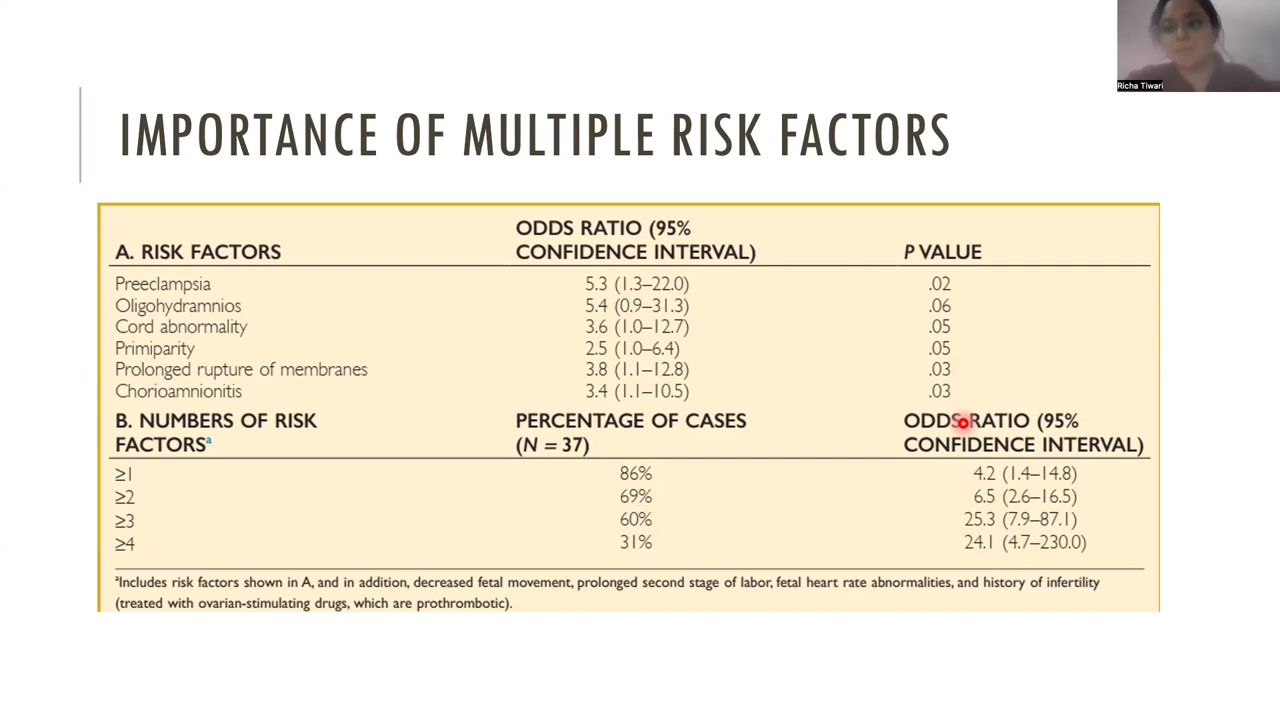 Richa Tiwari
IMPORTANCE OF MULTIPLE RISK FACTORS
A. RISK FACTORS ODDS RATIO (95% CONFIDENCE INTERVAL) P VALUE
Preeclampsia 5.3 (1.3–22.0) .02
Oligohydramnios 5.4 (0.9–31.3) .06
Cord abnormality 3.6 (1.0–12.7) .05
Primiparity 2.5 (1.0–6.4) .05
Prolonged rupture of membranes 3.8 (1.1–12.8) .03
Chorioamnionitis 3.4 (1.1–10.5) .03
B. NUMBERS OF RISK PERCENTAGE OF CASES ODDS RATIO (95%
FACTORSᵃ (N = 37) CONFIDENCE INTERVAL)
≥1 86% 4.2 (1.4–14.8)
≥2 69% 6.5 (2.6–16.5)
≥3 60% 25.3 (7.9–87.1)
≥4 31% 24.1 (4.7–230.0)
ᵃIncludes risk factors shown in A, and in addition, decreased fetal movement, prolonged second stage of labor, fetal heart rate abnormalities, and history of infertility
(treated with ovarian-stimulating drugs, which are prothrombotic).